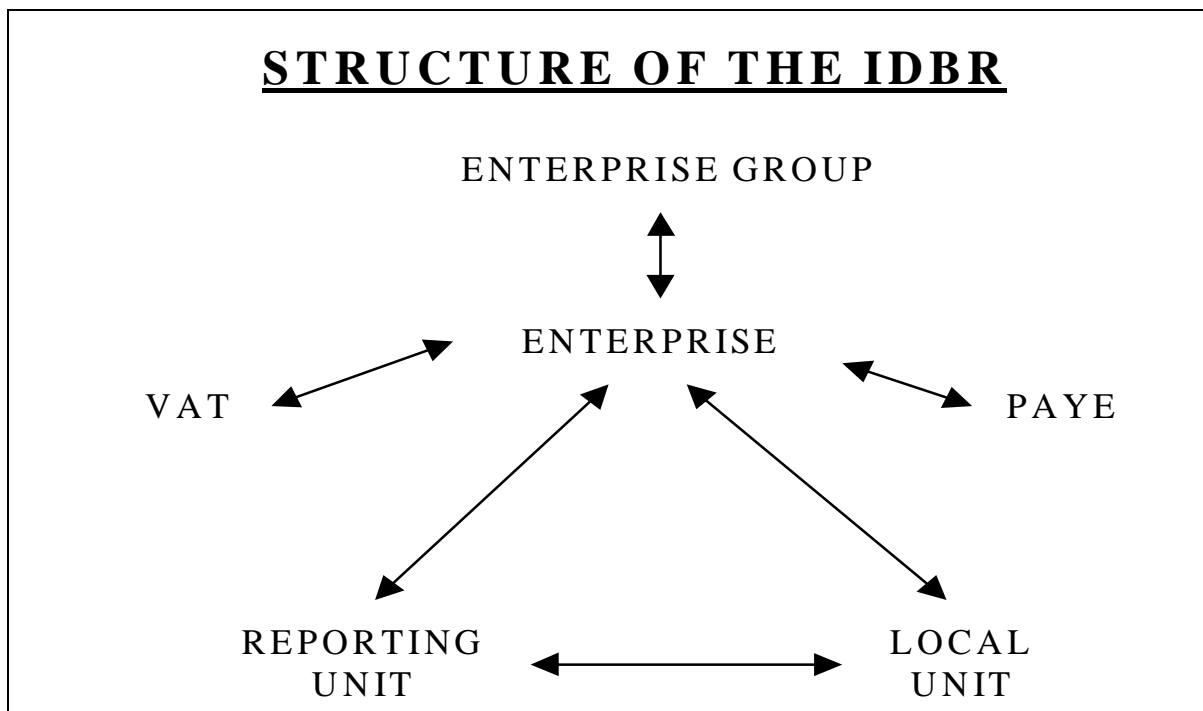 STRUCTURE OF THE IDBR
ENTERPRISE GROUP
ENTERPRISE
VAT
PAYE
REPORTING
UNIT
LOCAL
UNIT